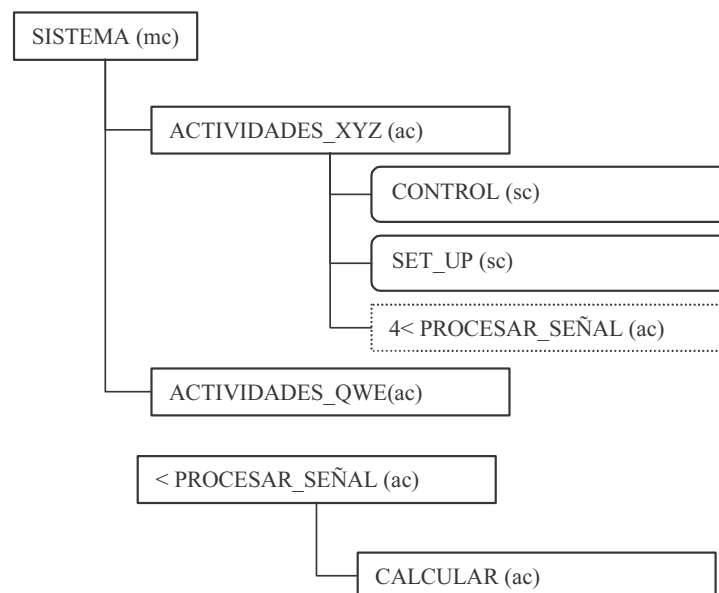 SISTEMA (mc)
ACTIVIDADES_XYZ (ac)
CONTROL (sc)
SET_UP (sc)
4< PROCESAR_SEÑAL (ac)
ACTIVIDADES_QWE(ac)
< PROCESAR_SEÑAL (ac)
CALCULAR (ac)